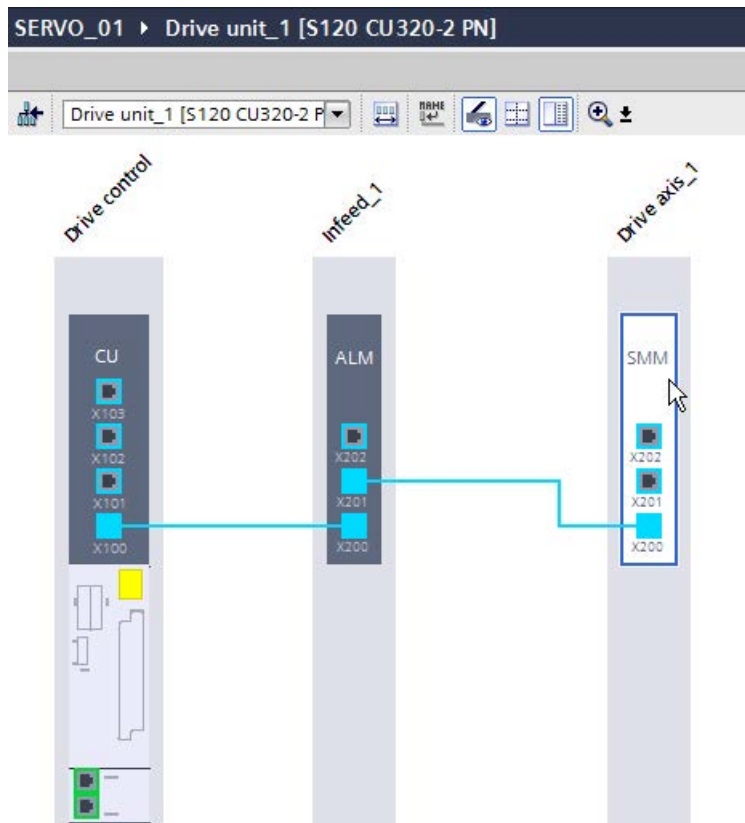 SERVO_01 ▸ Drive unit_1 [S120 CU320-2 PN]
Drive unit_1 [S120 CU320-2 P
NAME
Drive control
Infeed_1
Drive axis_1
CU
ALM
SMM
X103
X102
X202
X202
X101
X201
X201
X100
X200
X200